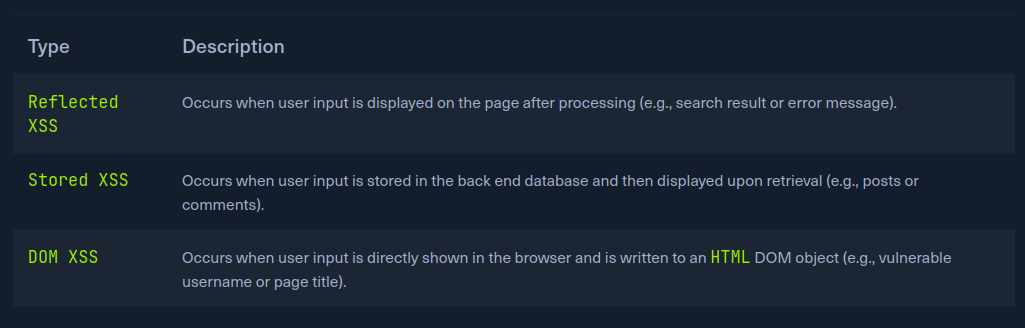 Type Description
Reflected XSS Occurs when user input is displayed on the page after processing (e.g., search result or error message).
Stored XSS Occurs when user input is stored in the back end database and then displayed upon retrieval (e.g., posts or
comments).
DOM XSS Occurs when user input is directly shown in the browser and is written to an HTML DOM object (e.g., vulnerable
username or page title).